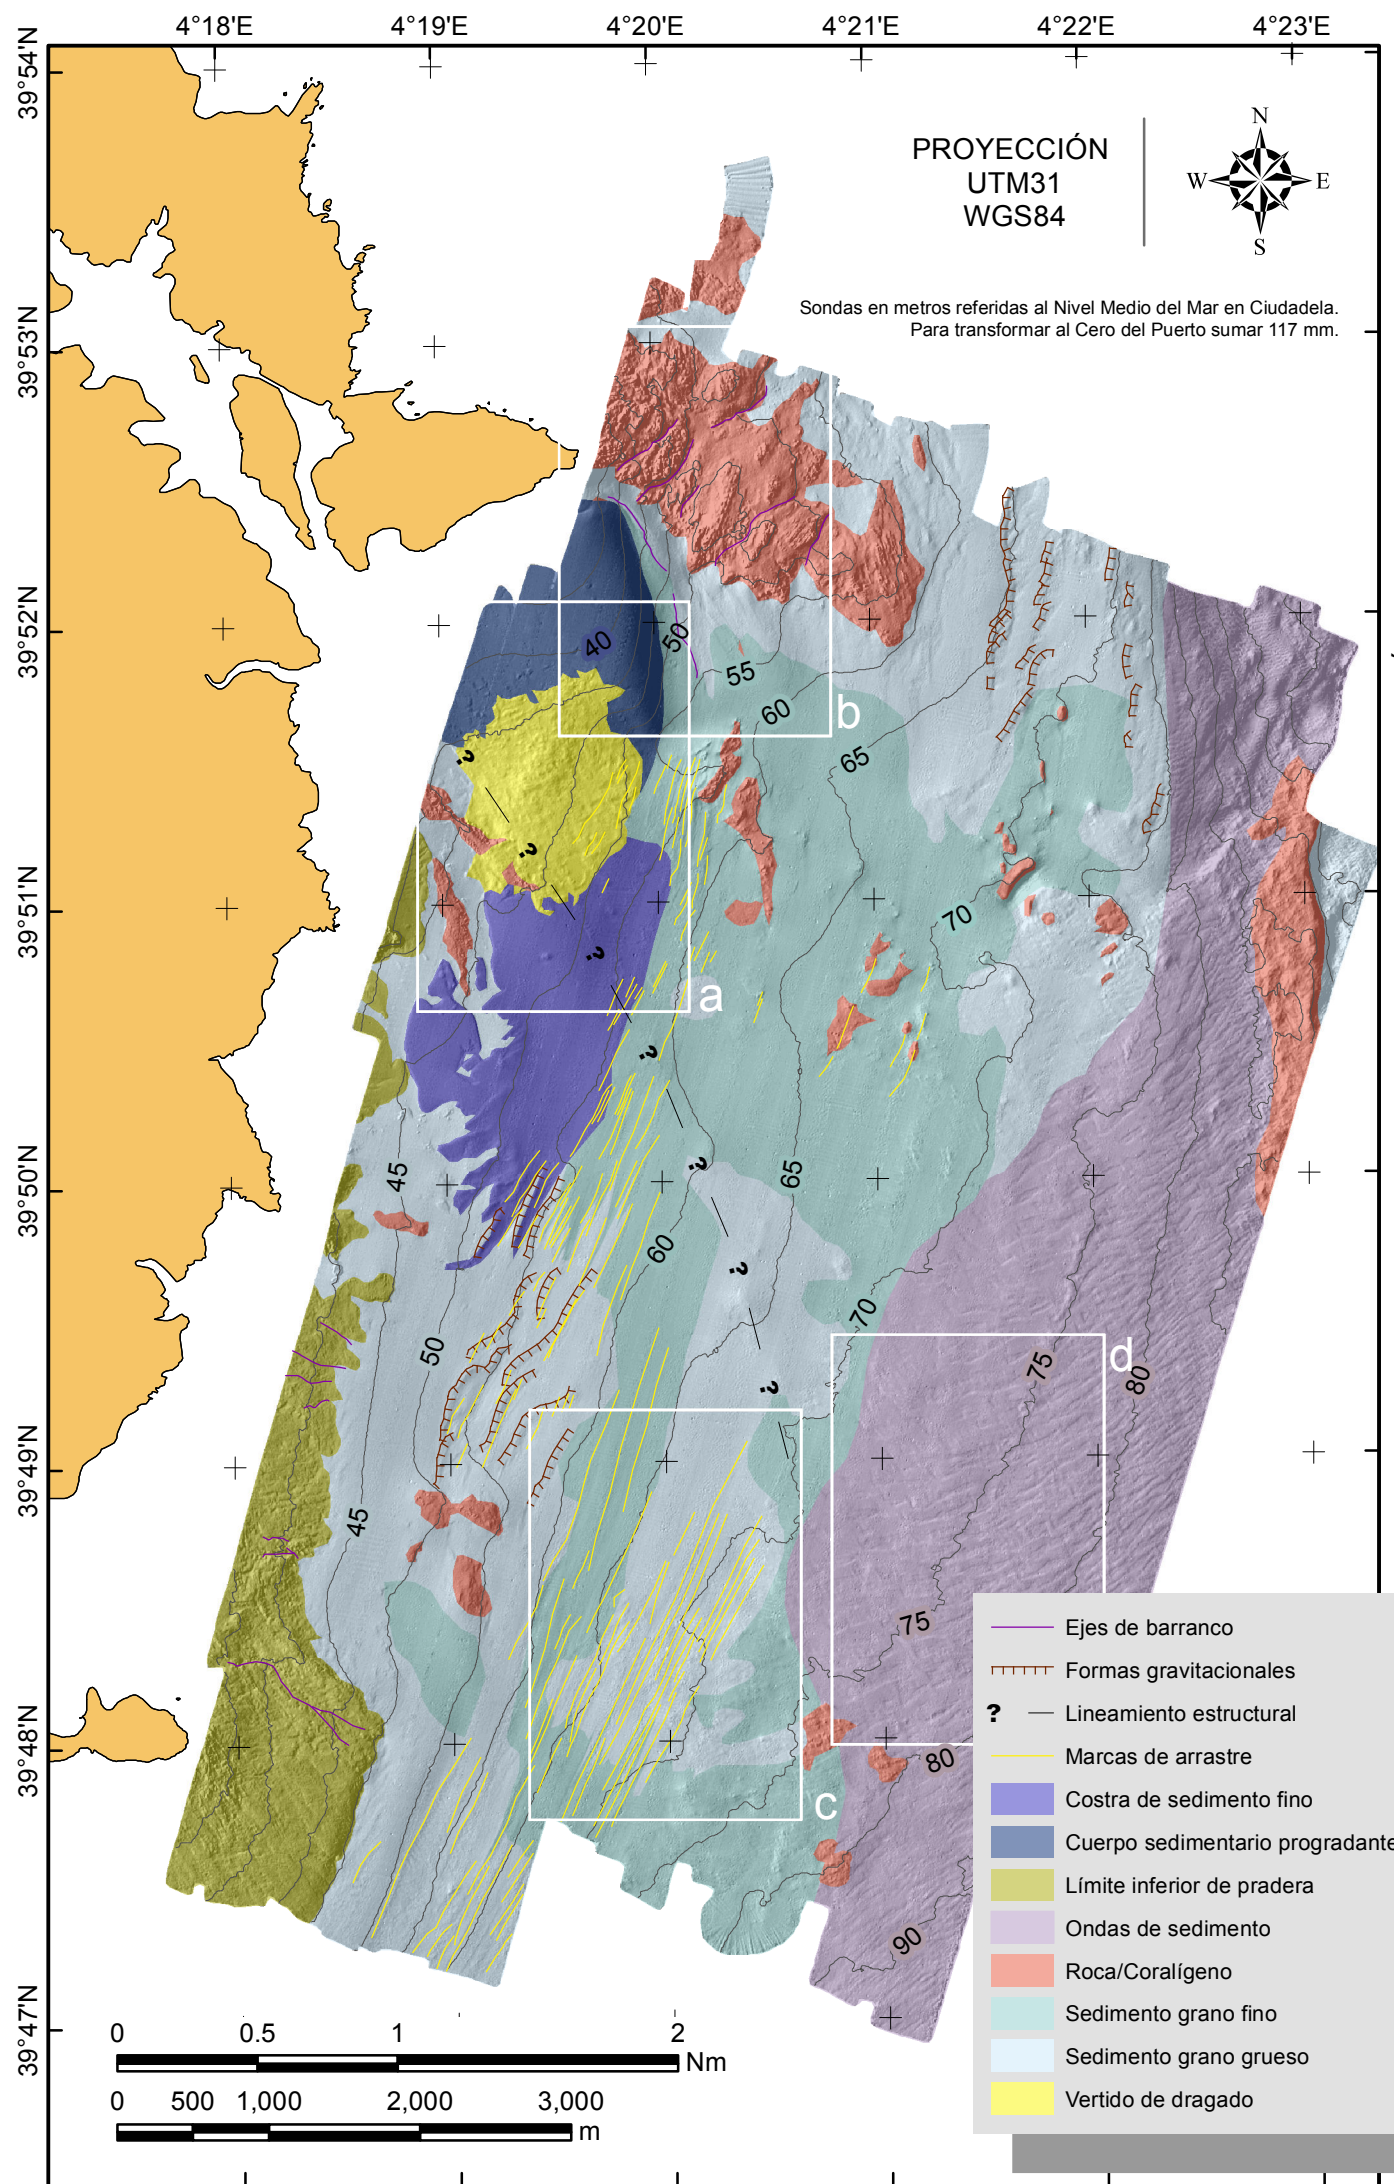 4°18'E
4°19'E
4°20'E
4°21'E
4°22'E
4°23'E
39°54'N
39°53'N
39°52'N
39°51'N
39°50'N
39°49'N
39°48'N
39°47'N
PROYECCIÓN
UTM31
WGS84
N
W
E
S
Sondas en metros referidas al Nivel Medio del Mar en Ciudadela.
Para transformar al Cero del Puerto sumar 117 mm.
40
50
55
60
b
65
?
?
70
?
a
?
45
?
65
60
?
70
50
?
75
d
80
45
75
80
c
90
Ejes de barranco
Formas gravitacionales
? Lineamiento estructural
Marcas de arrastre
Costra de sedimento fino
Cuerpo sedimentario progradante
Límite inferior de pradera
Ondas de sedimento
Roca/Coralígeno
Sedimento grano fino
Sedimento grano grueso
Vertido de dragado
0 0.5 1 2
Nm
0 500 1,000 2,000 3,000
m